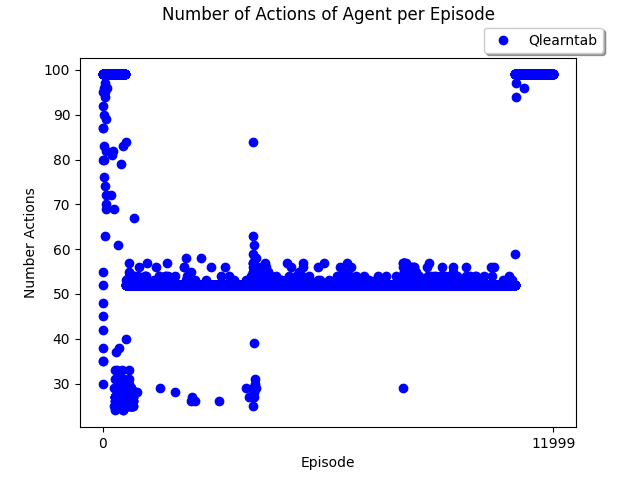 Number of Actions of Agent per Episode
Qlearntab
100
90
80
70
60
50
40
30
Number Actions
0 11999
Episode